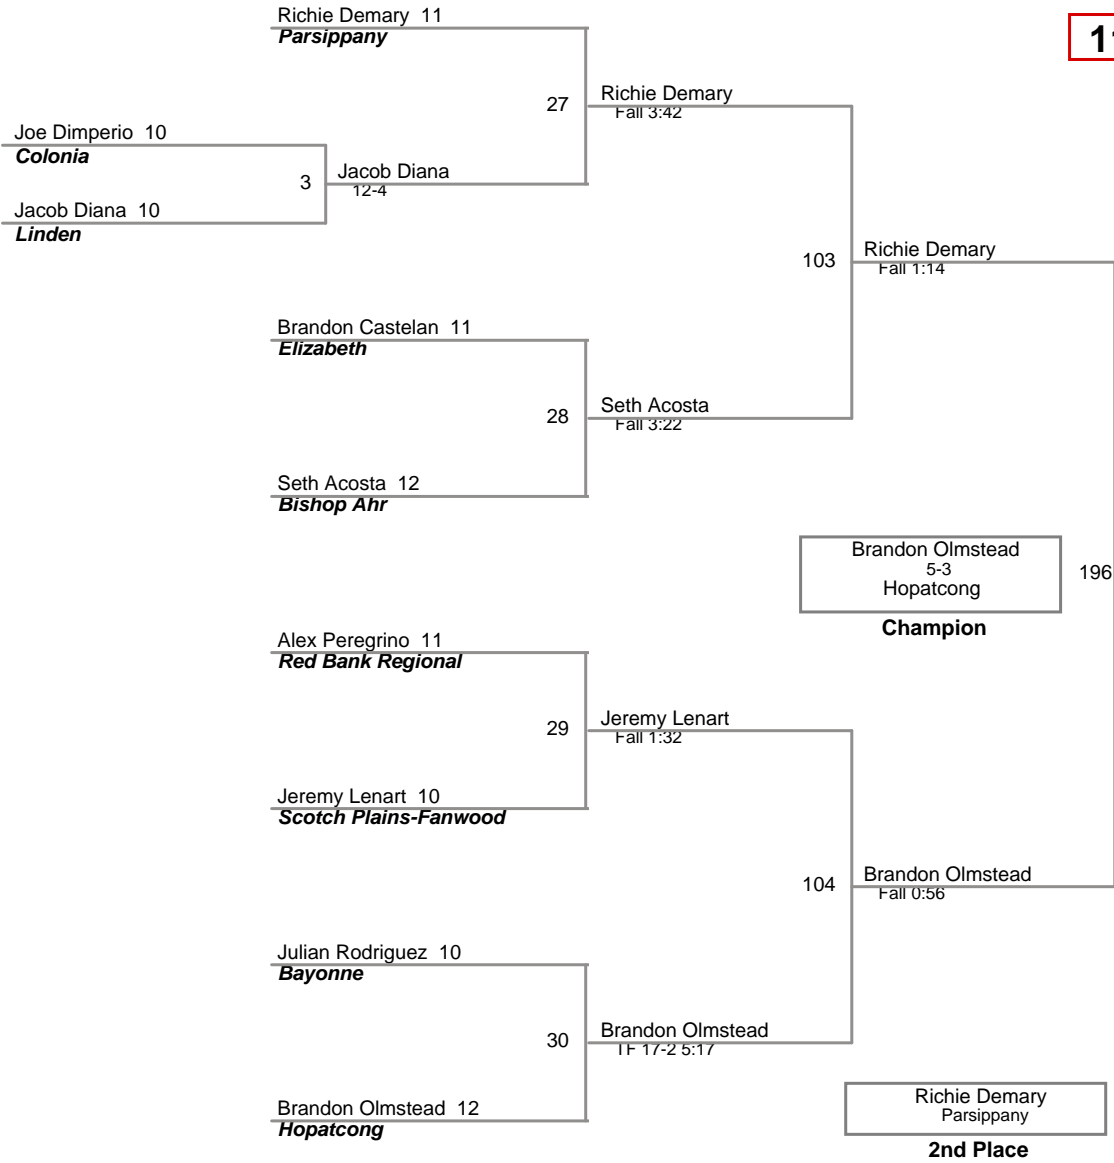 Richie Demary 11
Parsippany
27
Richie Demary
Fall 3:42
Joe Dimperio 10
Colonia
3
Jacob Diana
12-4
Jacob Diana 10
Linden
103
Richie Demary
Fall 1:14
Brandon Castelan 11
Elizabeth
28
Seth Acosta
Fall 3:22
Seth Acosta 12
Bishop Ahr
Brandon Olmstead
5-3
Hopatcong
Champion
196
Alex Peregrino 11
Red Bank Regional
29
Jeremy Lenart
Fall 1:32
Jeremy Lenart 10
Scotch Plains-Fanwood
104
Brandon Olmstead
Fall 0:56
Julian Rodriguez 10
Bayonne
30
Brandon Olmstead
TF 17-2 5:17
Brandon Olmstead 12
Hopatcong
Richie Demary
Parsippany
2nd Place